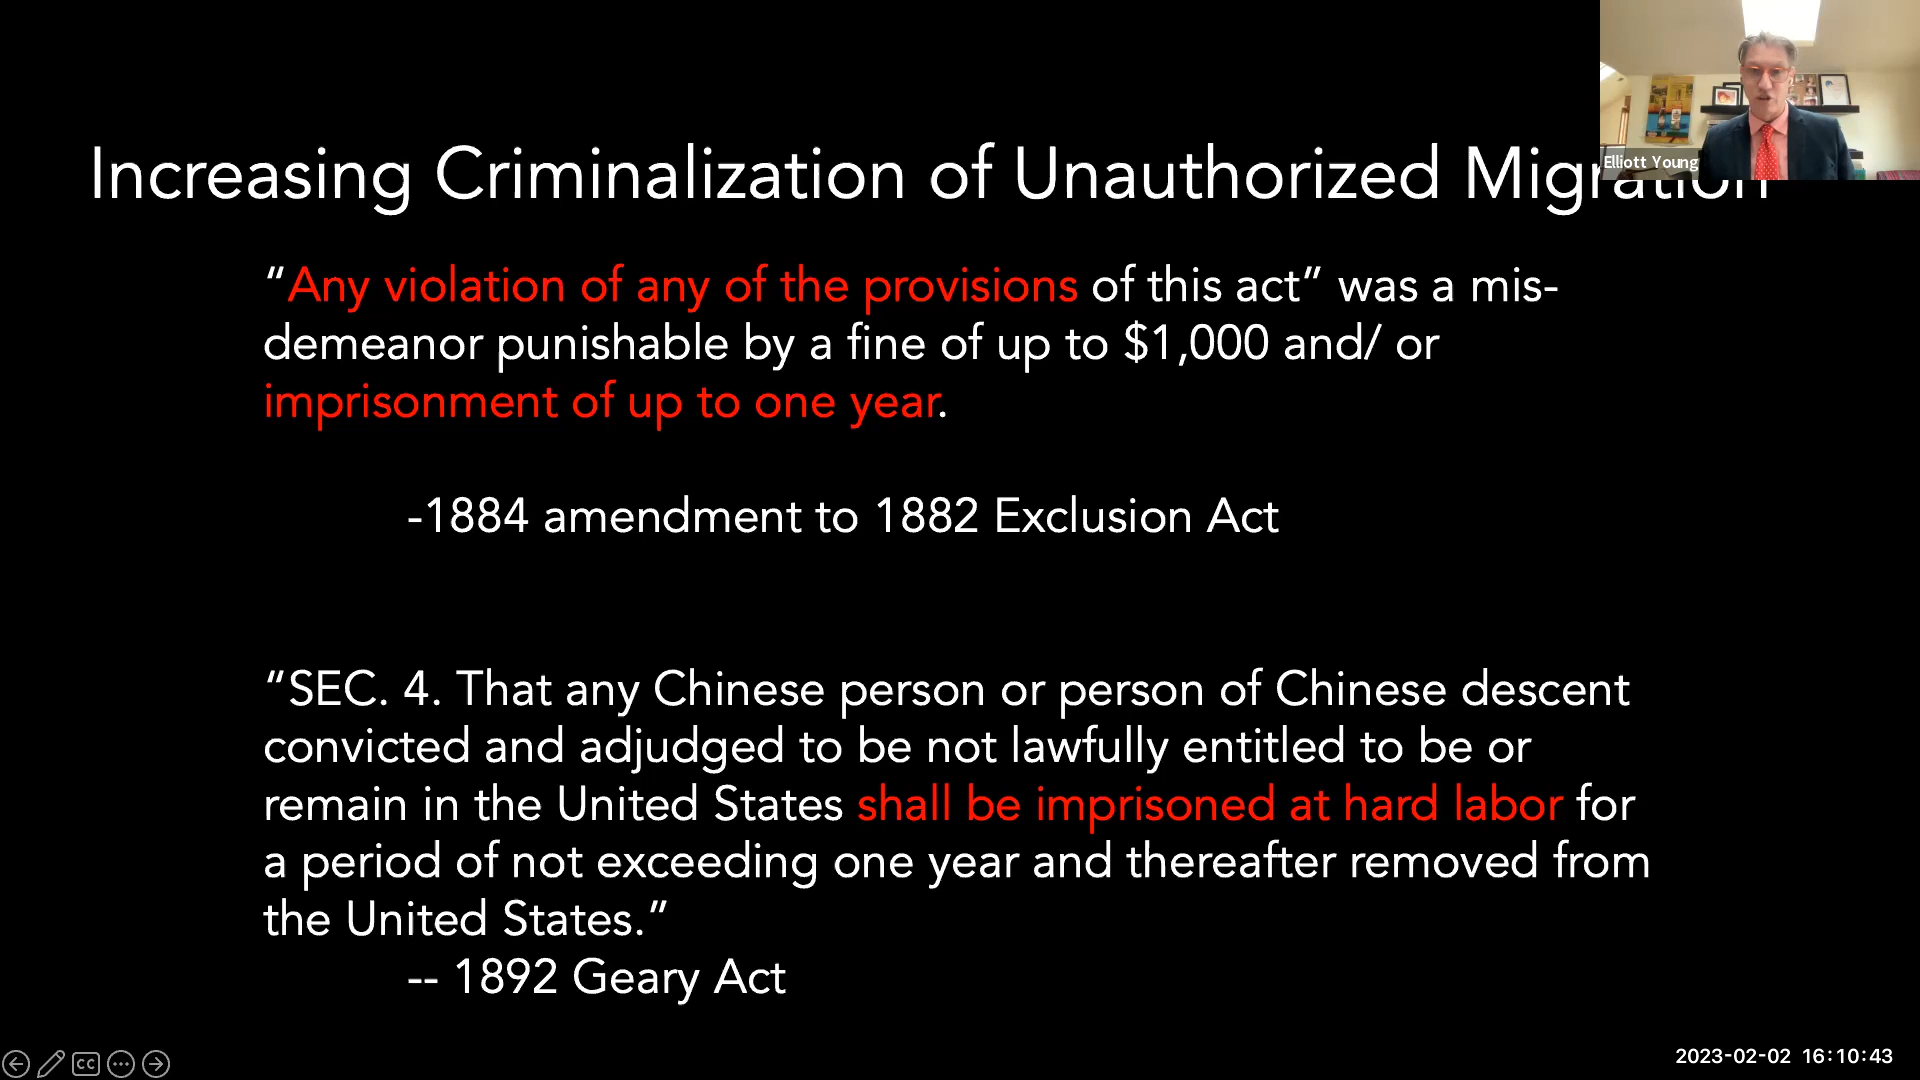 Increasing Criminalization of Unauthorized Migration
Elliott Young
“Any violation of any of the provisions of this act” was a mis-
demeanor punishable by a fine of up to $1,000 and/ or
imprisonment of up to one year.
-1884 amendment to 1882 Exclusion Act
“SEC. 4. That any Chinese person or person of Chinese descent
convicted and adjudged to be not lawfully entitled to be or
remain in the United States shall be imprisoned at hard labor for
a period of not exceeding one year and thereafter removed from
the United States.”
-- 1892 Geary Act
CC
2023-02-02 16:10:43